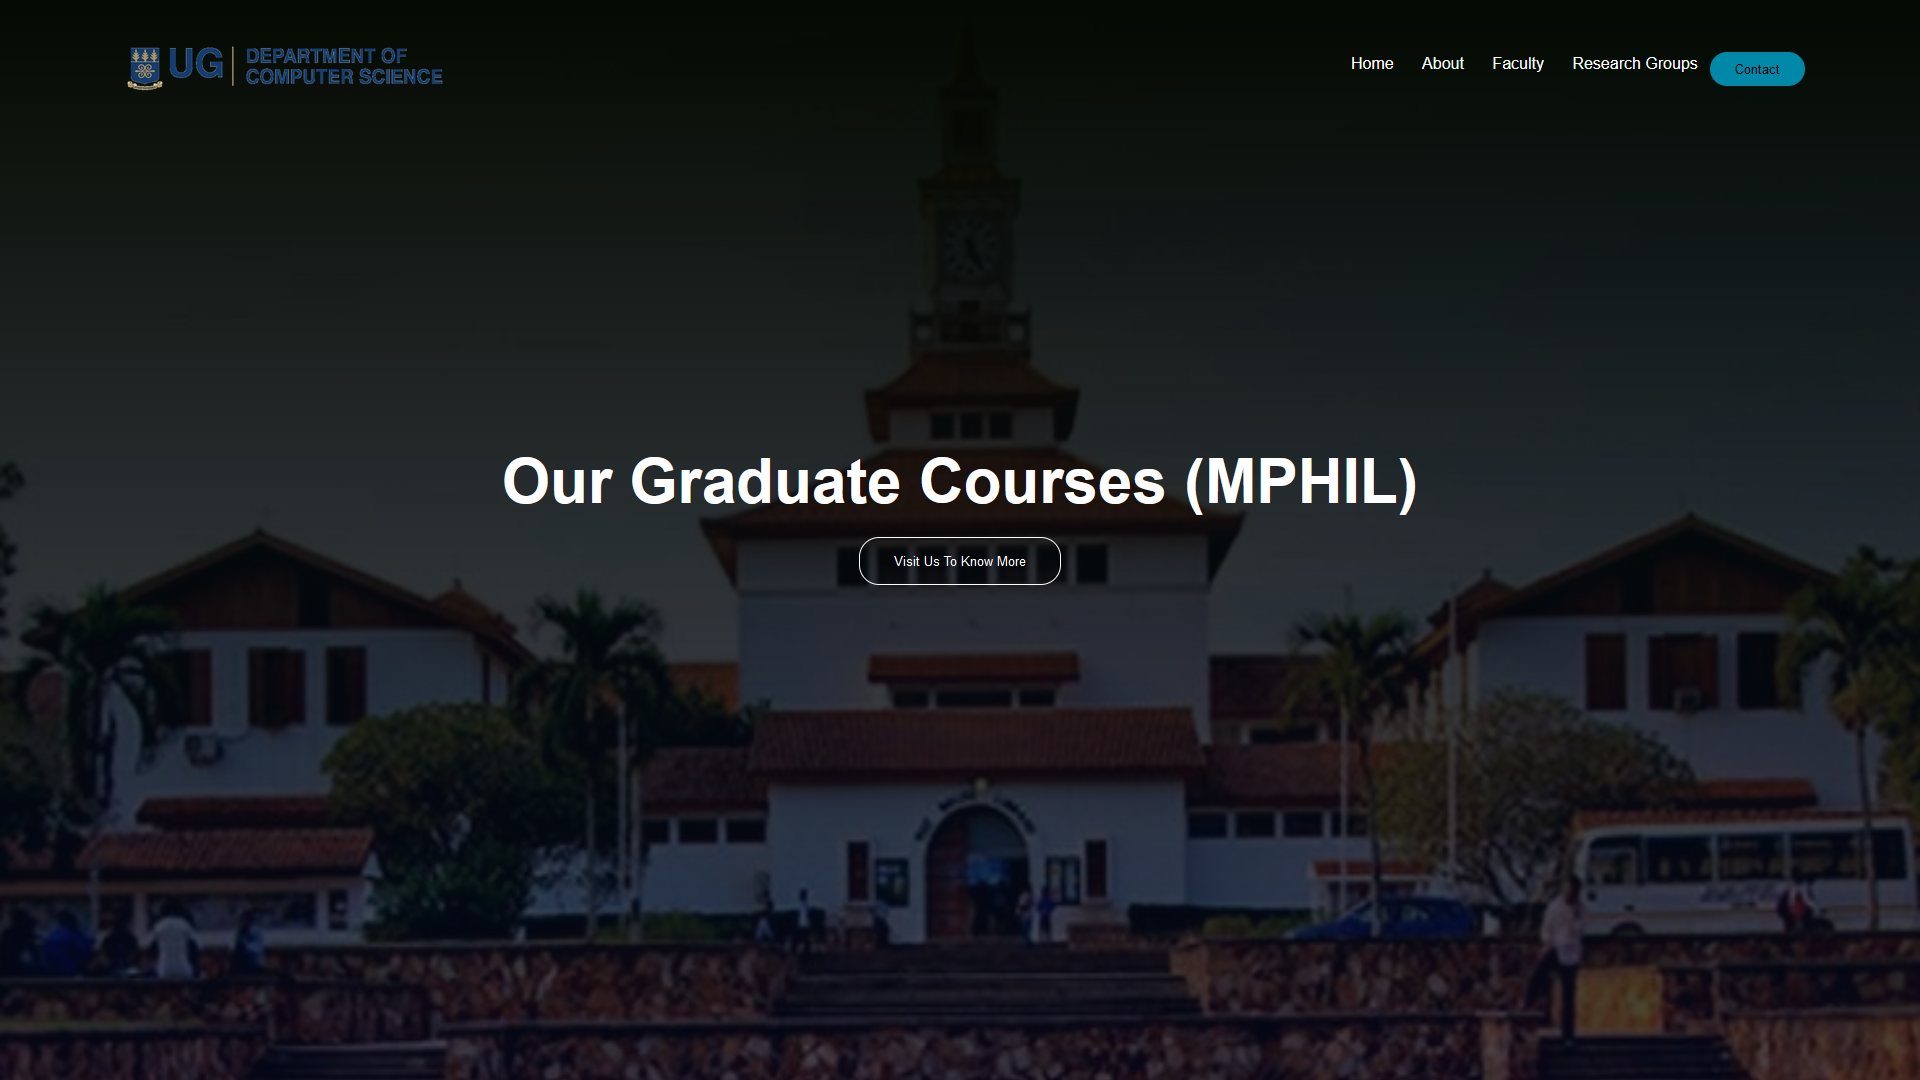 UG
DEPARTMENT OF
COMPUTER SCIENCE
Home
About
Faculty
Research Groups
Contact
Our Graduate Courses (MPHIL)
Visit Us To Know More